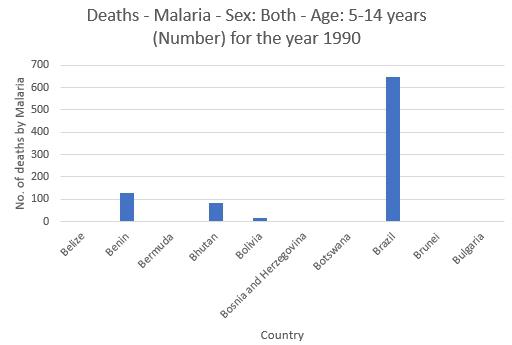 Deaths - Malaria - Sex: Both - Age: 5-14 years
(Number) for the year 1990
No. of deaths by Malaria
700
600
500
400
300
200
100
0
Belize
Benin
Bermuda
Bhutan
Bolivia
Bosnia and Herzegovina
Botswana
Brazil
Brunei
Bulgaria
Country